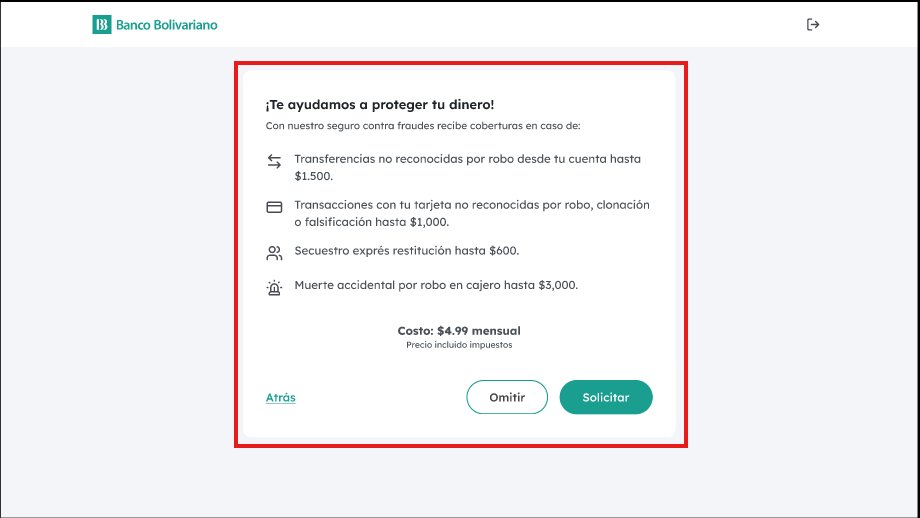 Banco Bolivariano
¡Te ayudamos a proteger tu dinero!
Con nuestro seguro contra fraudes recibe coberturas en caso de:
Transferencias no reconocidas por robo desde tu cuenta hasta
$1.500.
Transacciones con tu tarjeta no reconocidas por robo, clonación
o falsificación hasta $1,000.
Secuestro exprés restitución hasta $600.
Muerte accidental por robo en cajero hasta $3,000.
Costo: $4.99 mensual
Precio incluido impuestos
Atrás
Omitir
Solicitar